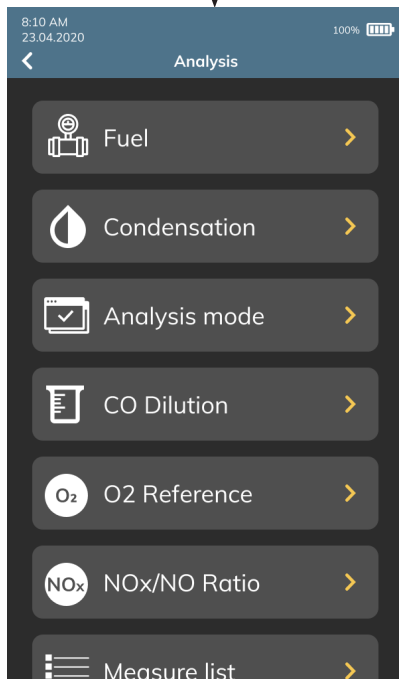 8:10 AM
23.04.2020
100%
Analysis
Fuel
Condensation
Analysis mode
CO Dilution
O₂
O2 Reference
NOx
NOx/NO Ratio
Measure list